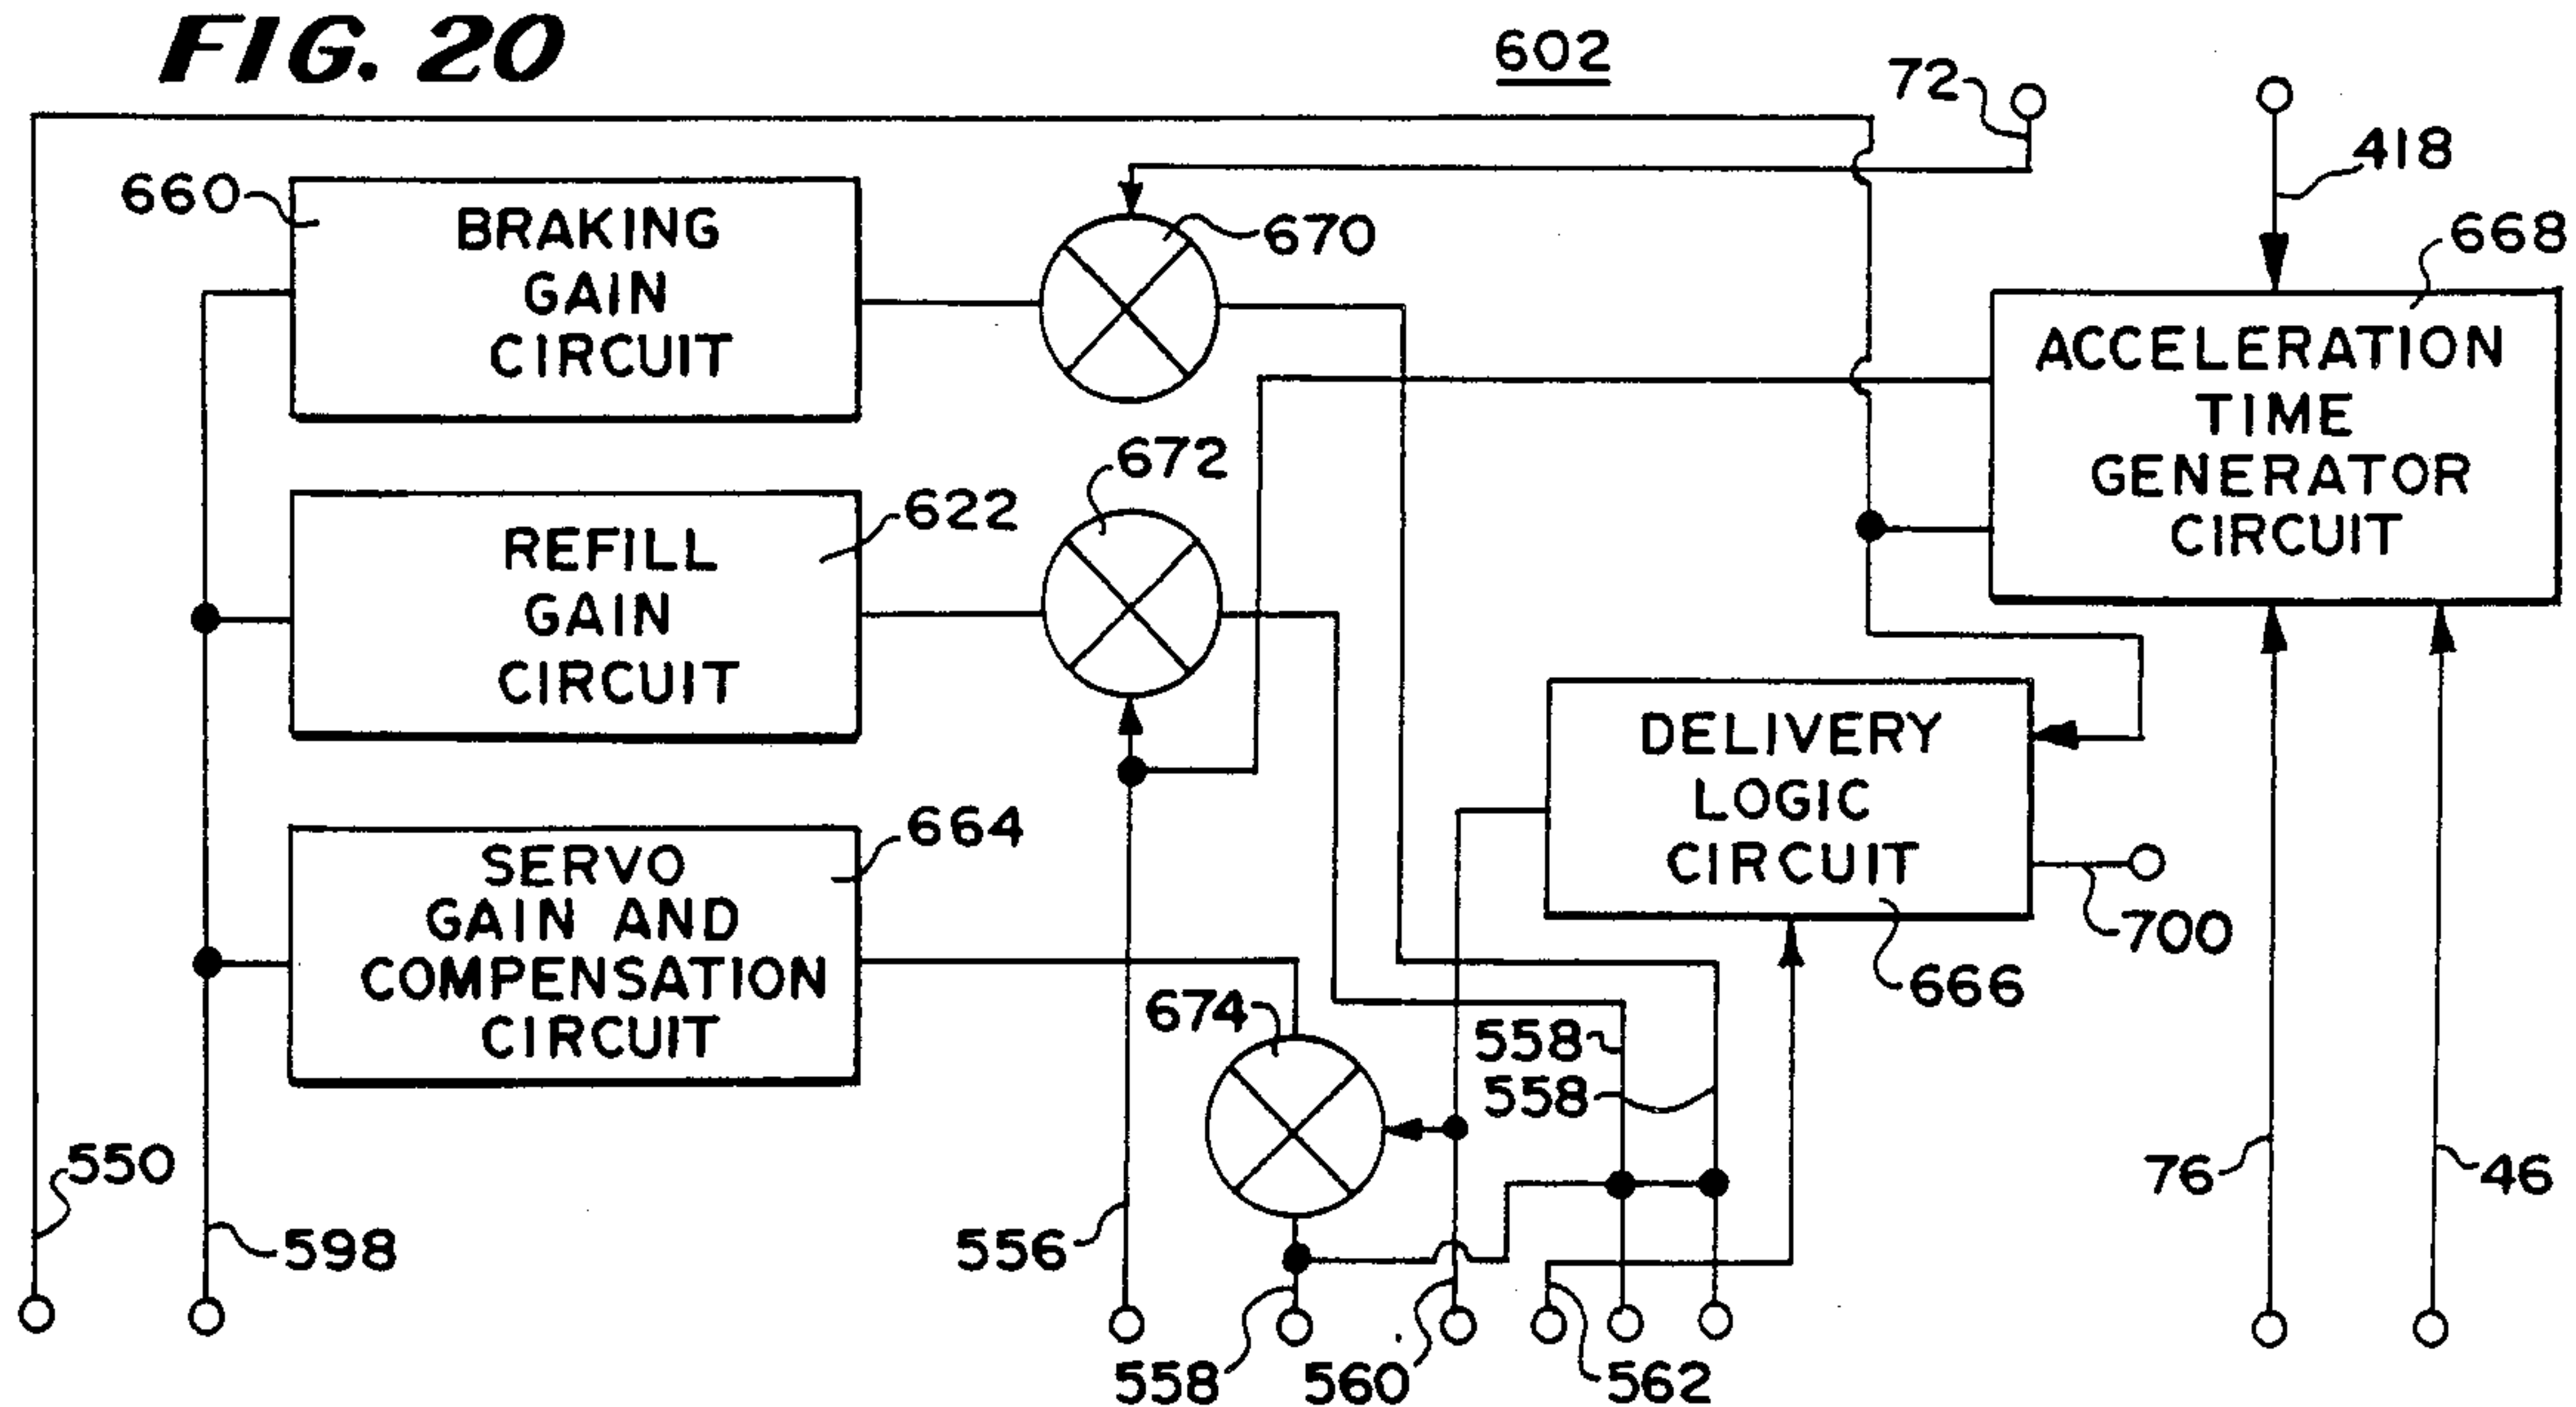 FIG. 20
602
72
418
660
BRAKING
GAIN
CIRCUIT
670
668
ACCELERATION
TIME
GENERATOR
CIRCUIT
672
622
REFILL
GAIN
CIRCUIT
DELIVERY
LOGIC
CIRCUIT
664
SERVO
GAIN AND
COMPENSATION
CIRCUIT
700
666
674
558
558
550
76
46
598
556
558
560
562